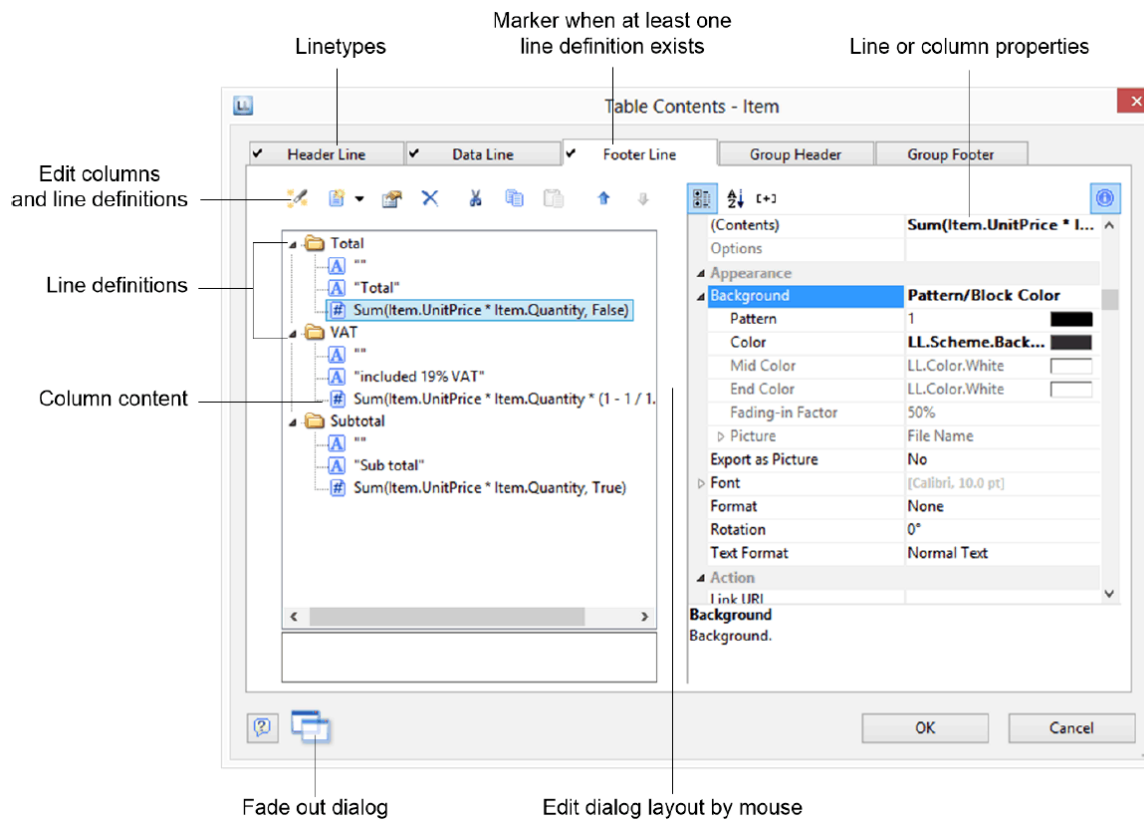 Marker when at least one
line definition exists
Linetypes
Line or column properties
Table Contents - Item
Header Line
Data Line
Footer Line
Group Header
Group Footer
Edit columns
and line definitions
Line definitions
Column content
Total
""
"Total"
Sum(Item.UnitPrice * Item.Quantity, False)
VAT
""
"included 19% VAT"
Sum(Item.UnitPrice * Item.Quantity * (1 - 1 / 1.
Subtotal
""
"Sub total"
Sum(Item.UnitPrice * Item.Quantity, True)
(Contents) Sum(Item.UnitPrice * I...
Options
Appearance
Background Pattern/Block Color
Pattern 1
Color LL.Scheme.Back...
Mid Color LL.Color.White
End Color LL.Color.White
Fading-in Factor 50%
Picture File Name
Export as Picture No
Font [Calibri, 10.0 pt]
Format None
Rotation 0°
Text Format Normal Text
Action
Link URL
Background
Background.
OK
Cancel
Fade out dialog
Edit dialog layout by mouse